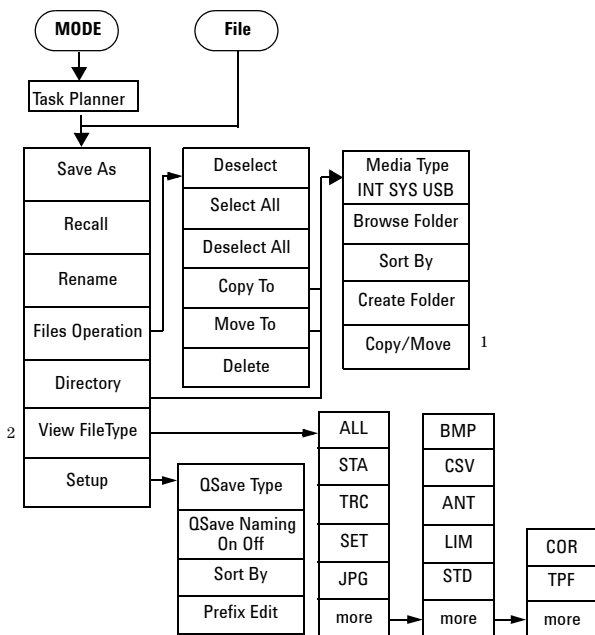 MODE
File
Task Planner
Save As
Recall
Rename
Files Operation
Directory
2
View FileType
Setup
Deselect
Select All
Deselect All
Copy To
Move To
Delete
Media Type
INT SYS USB
Browse Folder
Sort By
Create Folder
Copy/Move
1
QSave Type
QSave Naming
On Off
Sort By
Prefix Edit
ALL
STA
TRC
SET
JPG
more
BMP
CSV
ANT
LIM
STD
more
COR
TPF
more